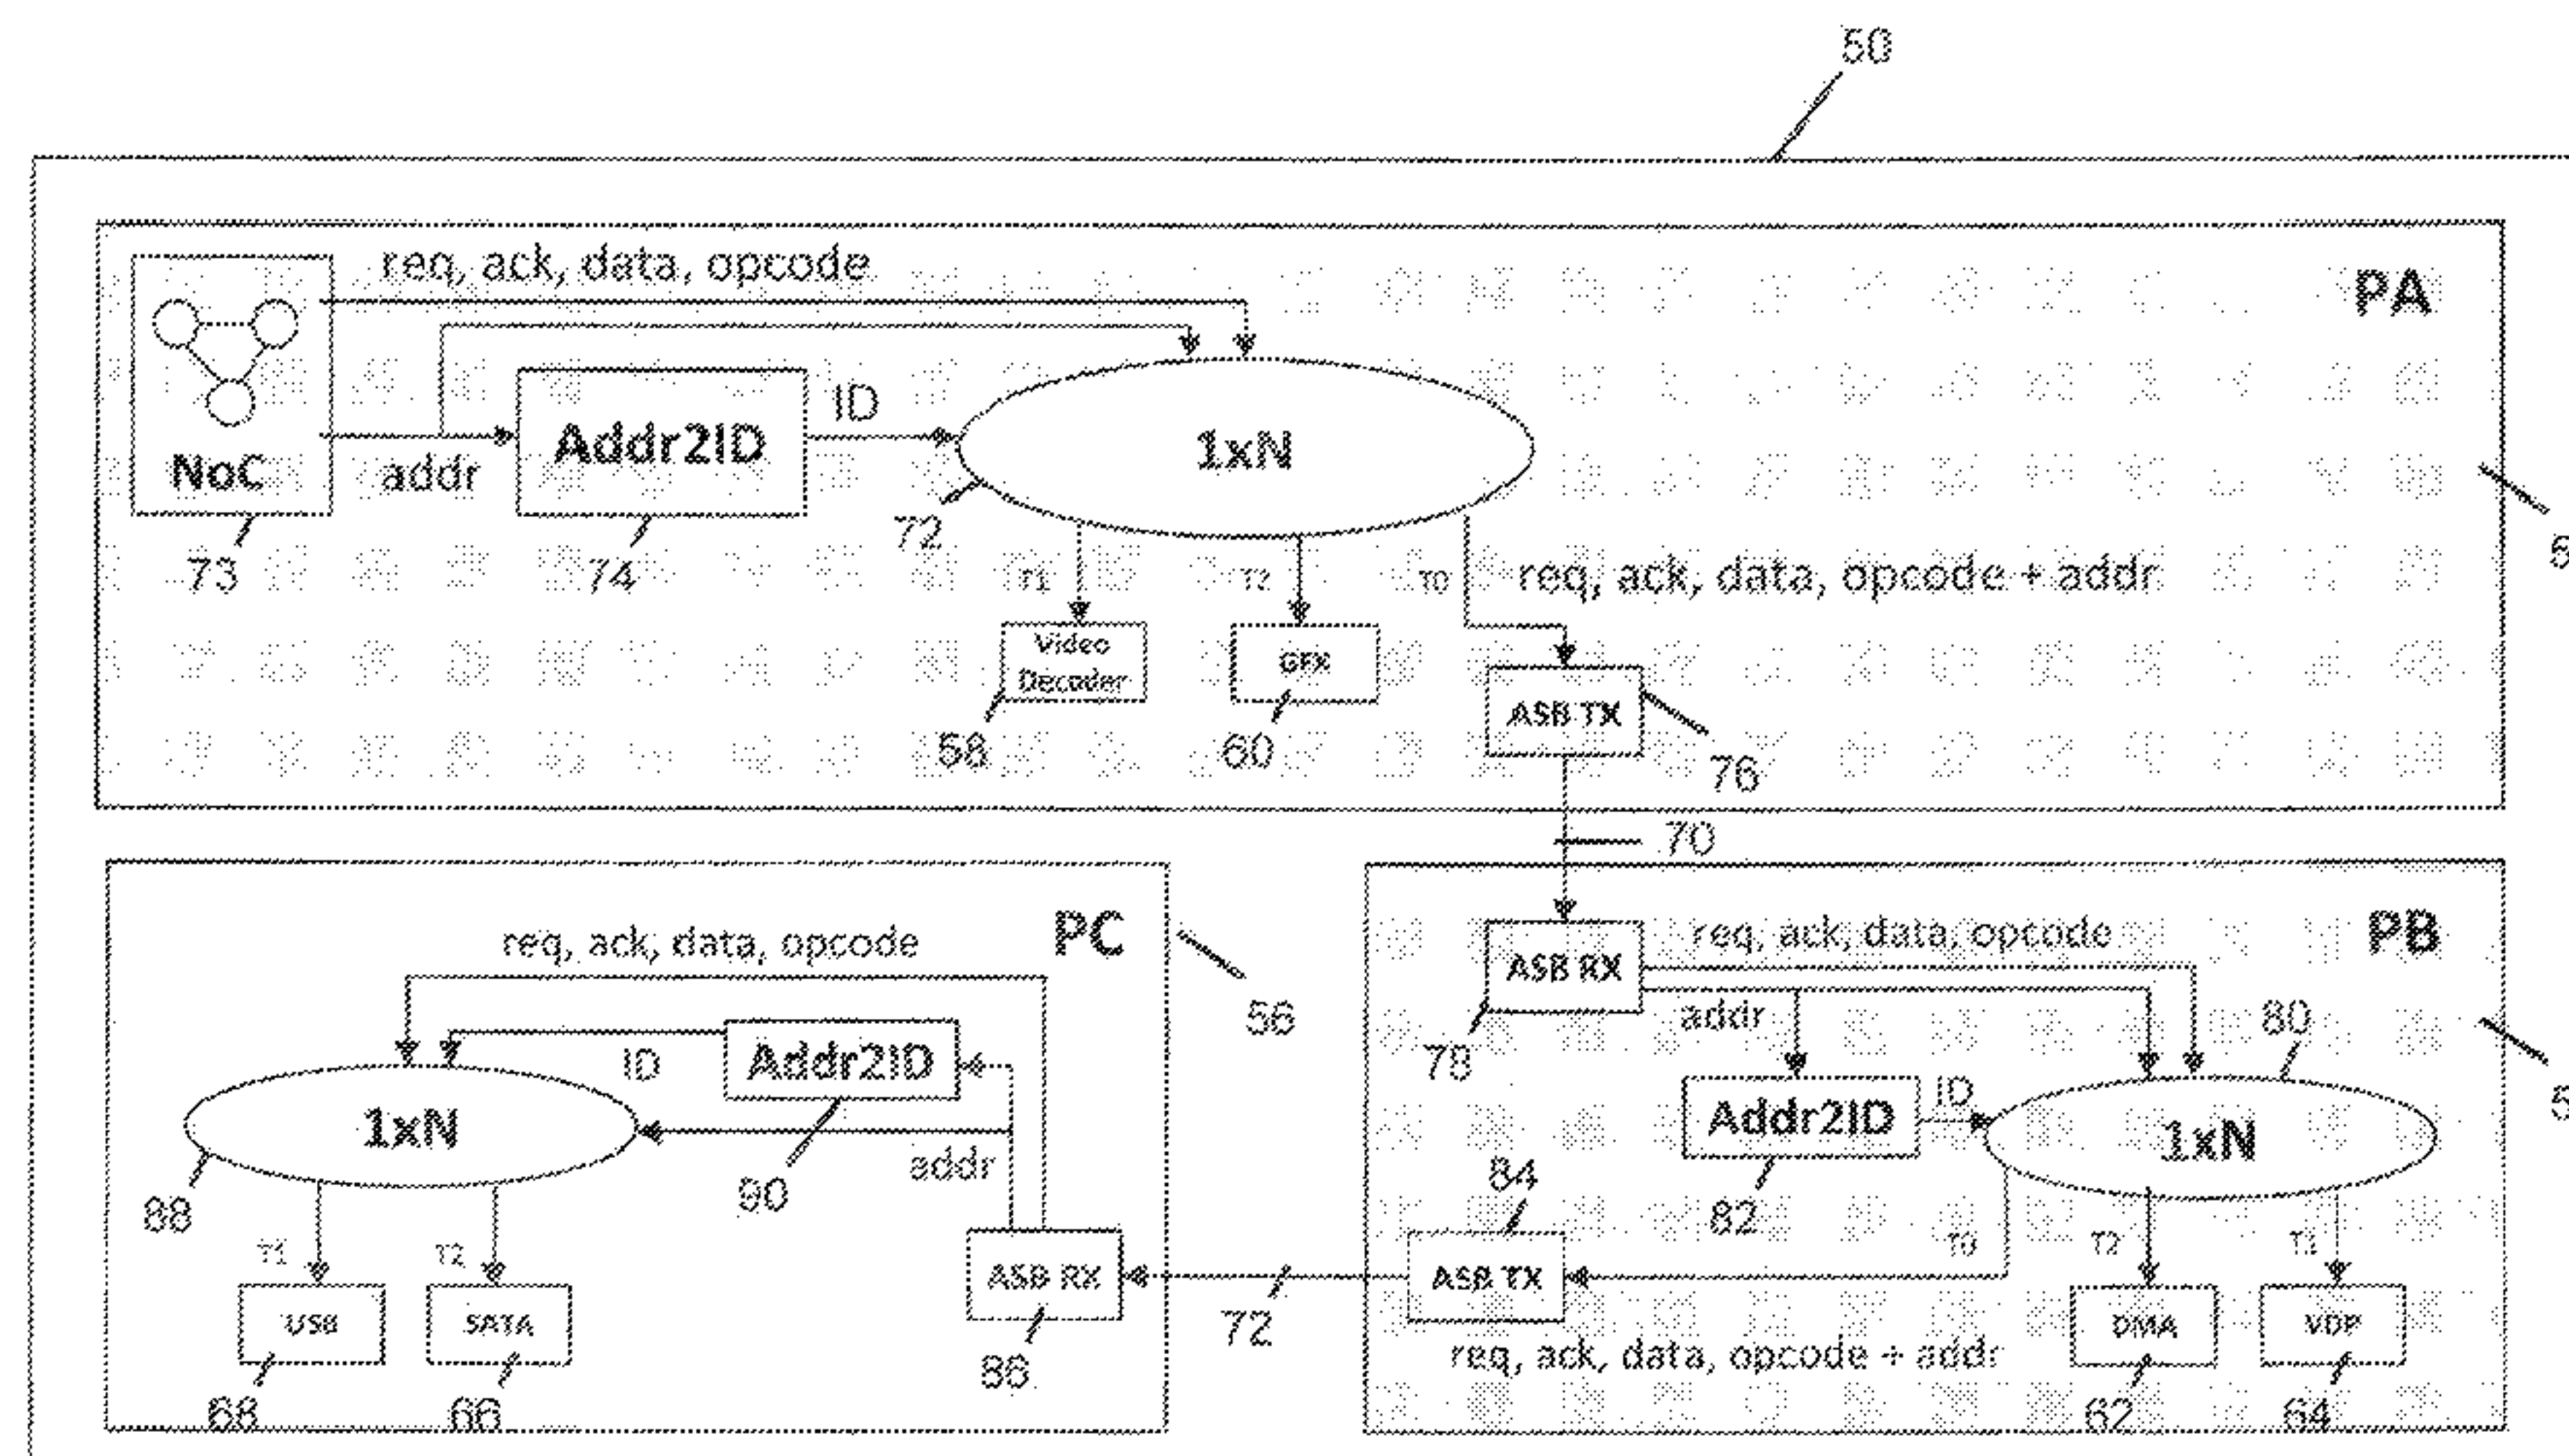 50
PA
req, ack, data, opcode
NoC
addr
Addr2ID
ID
1xN
73
74
72
T1
T2
T0
req, ack, data, opcode + addr
Video
Decoder
GFX
ASB TX
58
60
76
70
PC
req, ack, data, opcode
56
ID
Addr2ID
1xN
addr
90
88
T1
T2
USB
SATA
ASB RX
68
66
86
72
PB
ASB RX
req, ack, data, opcode
addr
78
80
Addr2ID
ID
1xN
84
82
T0
T2
ASB TX
DMA
VDP
req, ack, data, opcode + addr
62
64